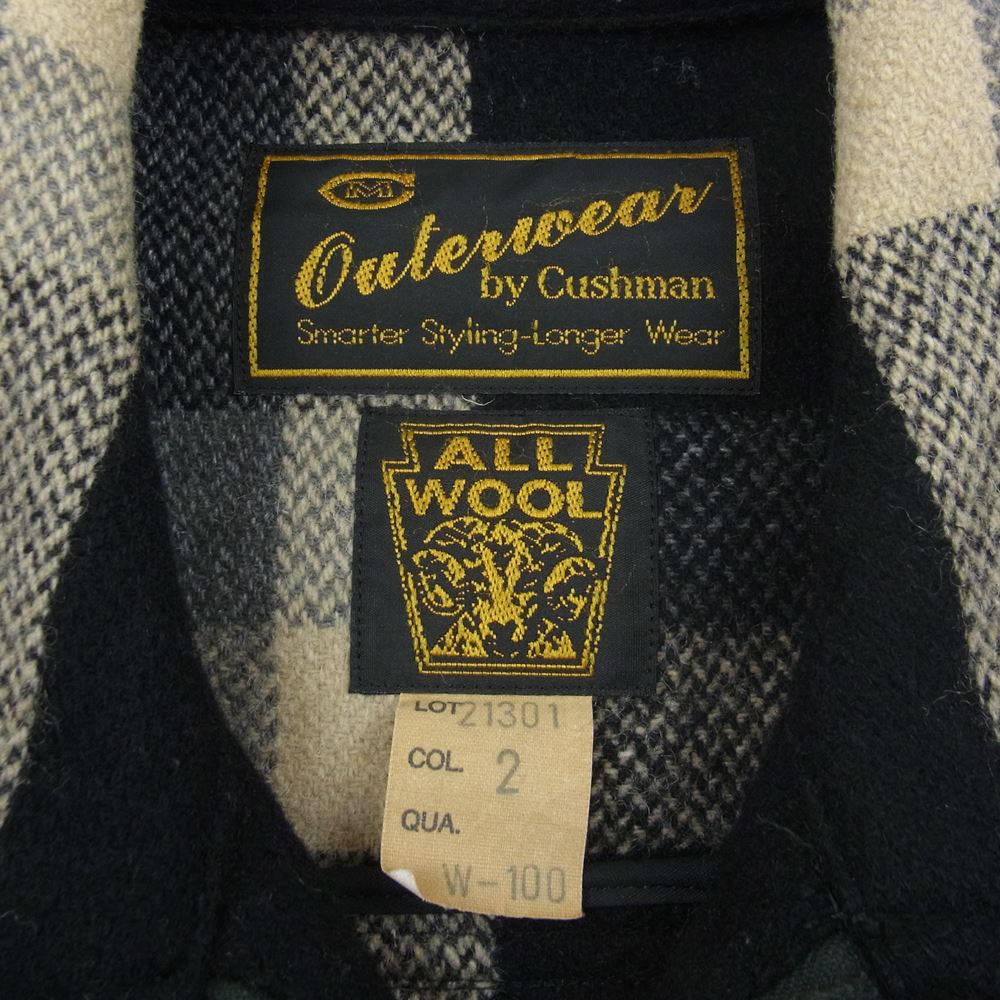 CM
Outerwear
by Cushman
Smarter Styling-Longer Wear
ALL
WOOL
LOT 21301
COL. 2
QUA.
W-100